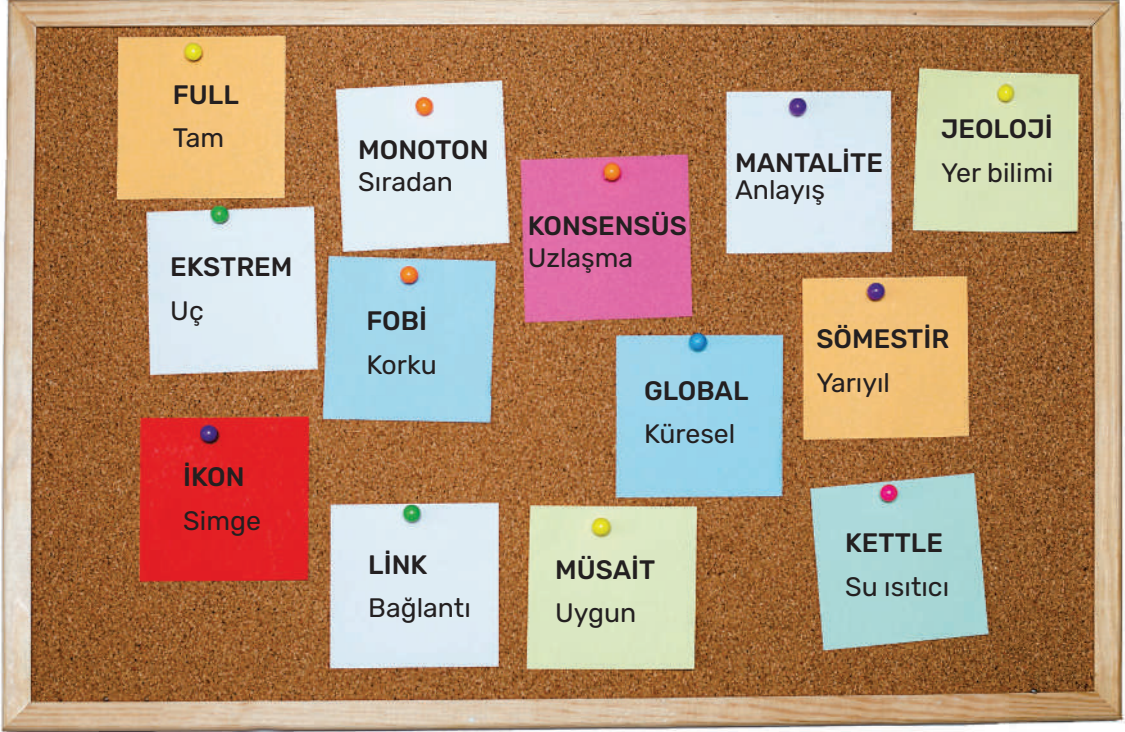 FULL
Tam
MONOTON
Sıradan
KONSENSÜS
Uzlaşma
MANTALİTE
Anlayış
JEOLOJİ
Yer bilimi
EKSTREM
Uç
FOBİ
Korku
GLOBAL
Küresel
SÖMESTİR
Yarıyıl
İKON
Simge
LİNK
Bağlantı
MÜSAİT
Uygun
KETTLE
Su ısıtıcı